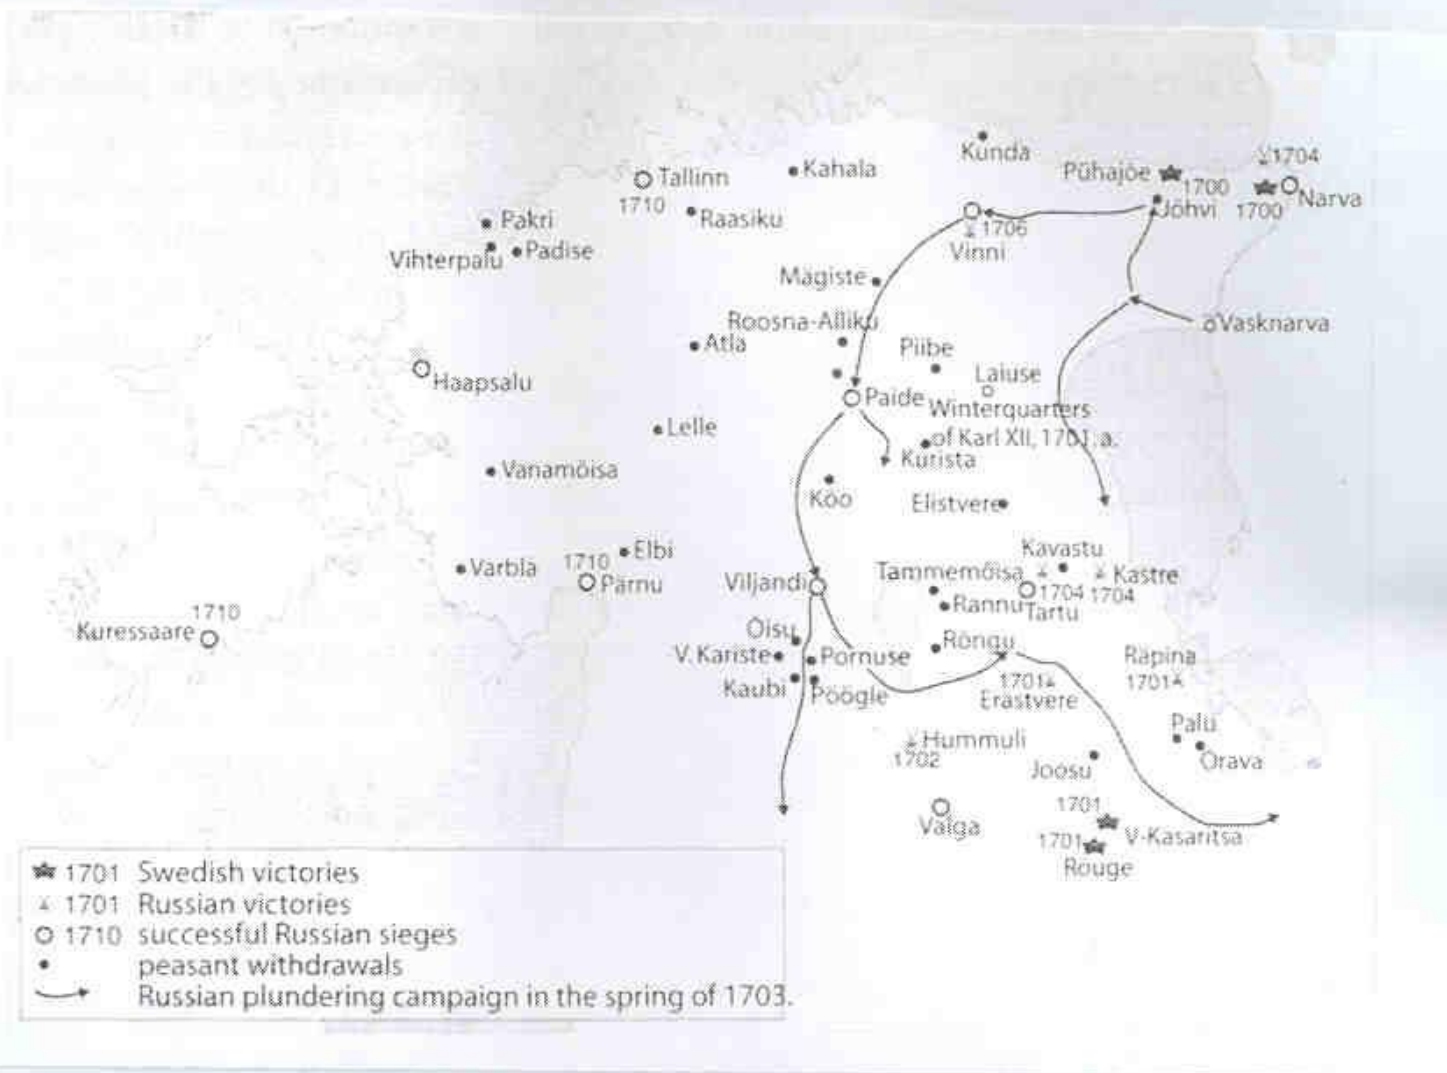 Kunda
1704
Pühajõe
1700
Narva
1700
Jõhvi
Kahala
Tallinn
1710
Raasiku
Pakri
Vihterpalu
Padise
1706
Vinni
Mägiste
Vasknarva
Roosna-Alliku
Atla
Piibe
Laiuse
Haapsalu
Paide
Winterquarters
of Karl XII, 1701, a.
Kurista
Lelle
Vanamõisa
Kõo
Elistvere
Kavastu
Elbi
1710
Pärnu
Varbla
Viljandi
Tammemõisa
Kastre
1704 1704
Rannu
Tartu
1710
Kuressaare
Õisu
V. Kariste
Pornuse
Rõngu
Kaubi
Pöögle
Räpina
1701
1701
Erastvere
Palu
Orava
Hummuli
1702
Joosu
Valga
1701
V-Kasaritsa
1701
Rouge
1701 Swedish victories
1701 Russian victories
1710 successful Russian sieges
peasant withdrawals
Russian plundering campaign in the spring of 1703.